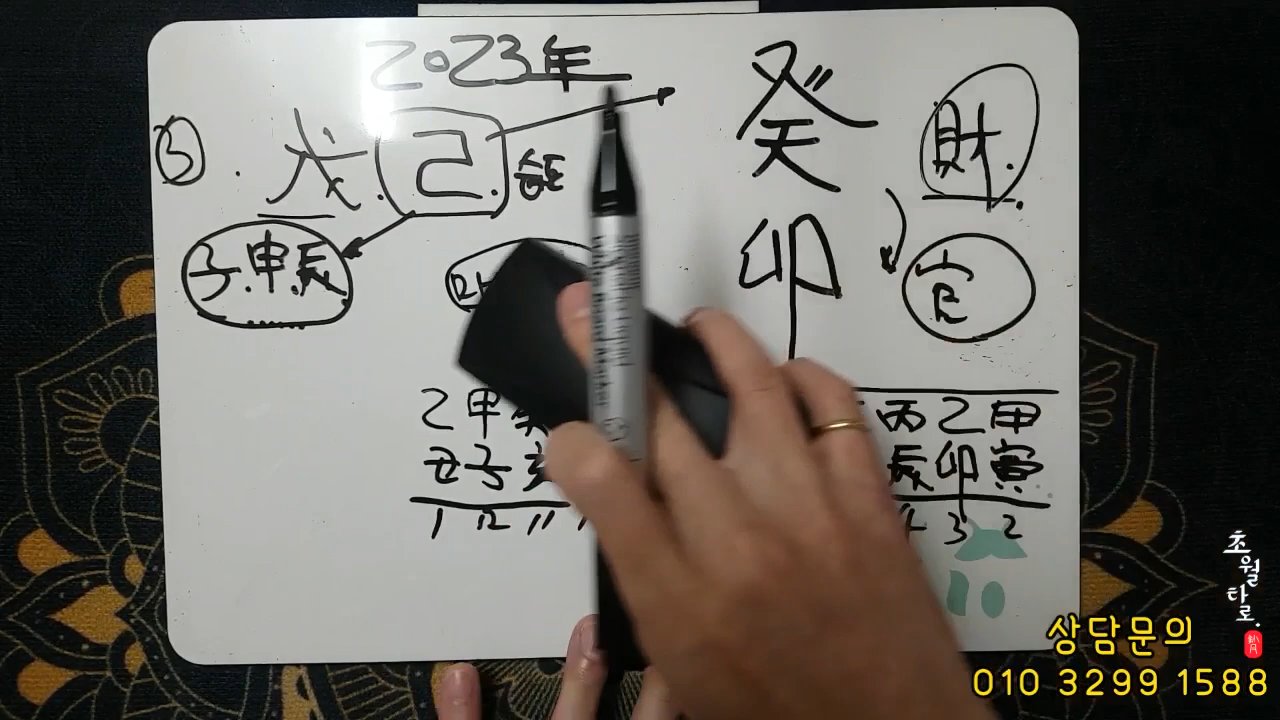 2023年
③.
戊.己.
癸卯
財.
官
子.申.辰
乙甲
丙乙甲
丑子
辰卯寅
1 12 11
3 2
초월타로.
상담문의
010 3299 1588